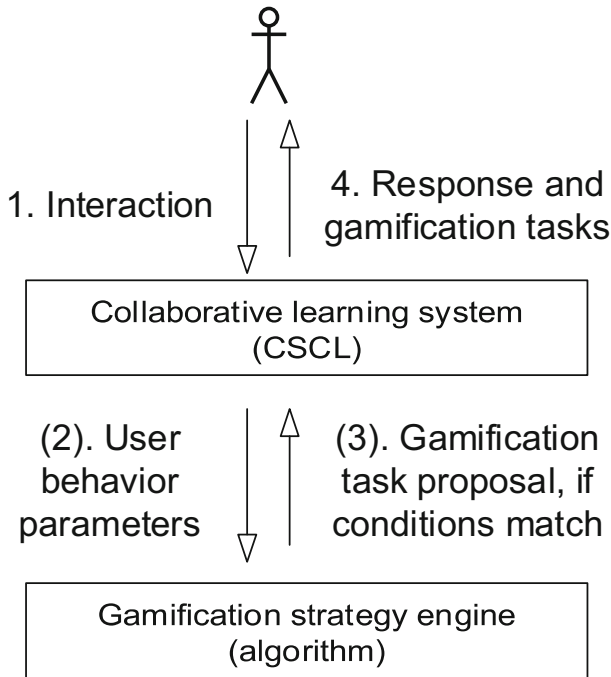 1. Interaction
4. Response and
gamification tasks
Collaborative learning system
(CSCL)
(2). User
behavior
parameters
(3). Gamification
task proposal, if
conditions match
Gamification strategy engine
(algorithm)